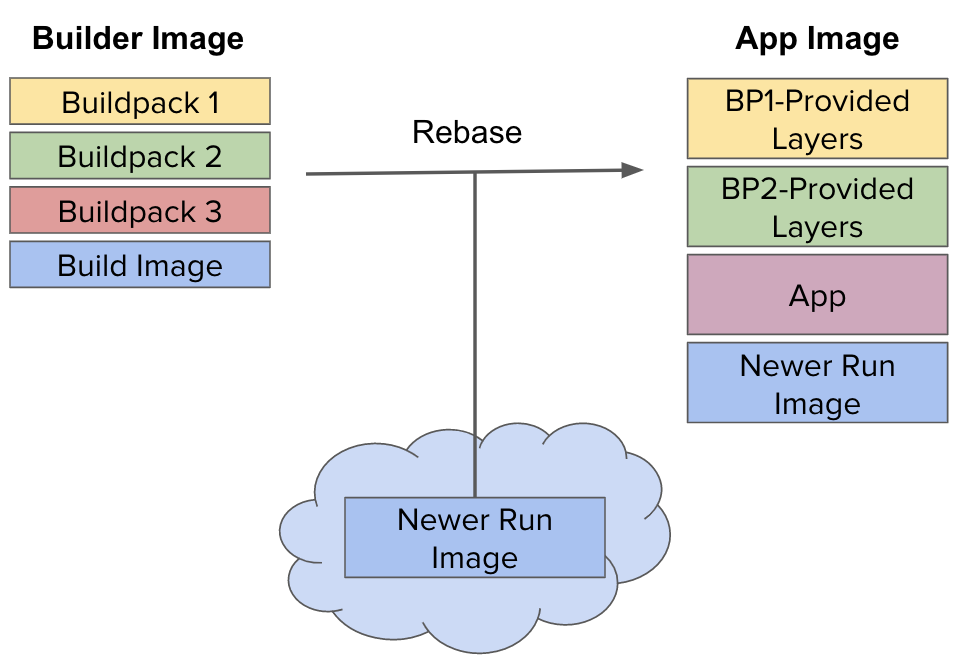 Builder Image
Buildpack 1
Buildpack 2
Buildpack 3
Build Image
Rebase
Newer Run
Image
App Image
BP1-Provided
Layers
BP2-Provided
Layers
App
Newer Run
Image